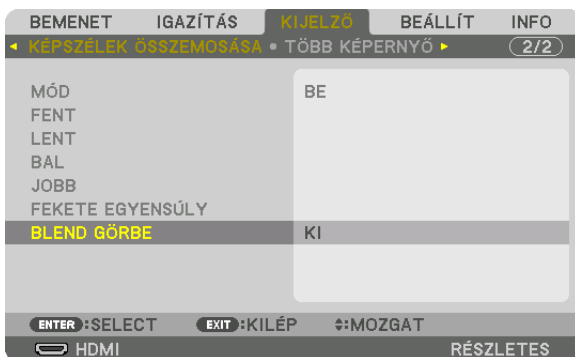 BEMENET IGAZÍTÁS KIJELZŐ BEÁLLÍT INFO
KÉPSZÉLEK ÖSSZEMOSÁSA TÖBB KÉPERNYŐ 2/2
MÓD BE
FENT
LENT
BAL
JOBB
FEKETE EGYENSÚLY
BLEND GÖRBE KI
ENTER :SELECT EXIT :KILÉP :MOZGAT
HDMI RÉSZLETES